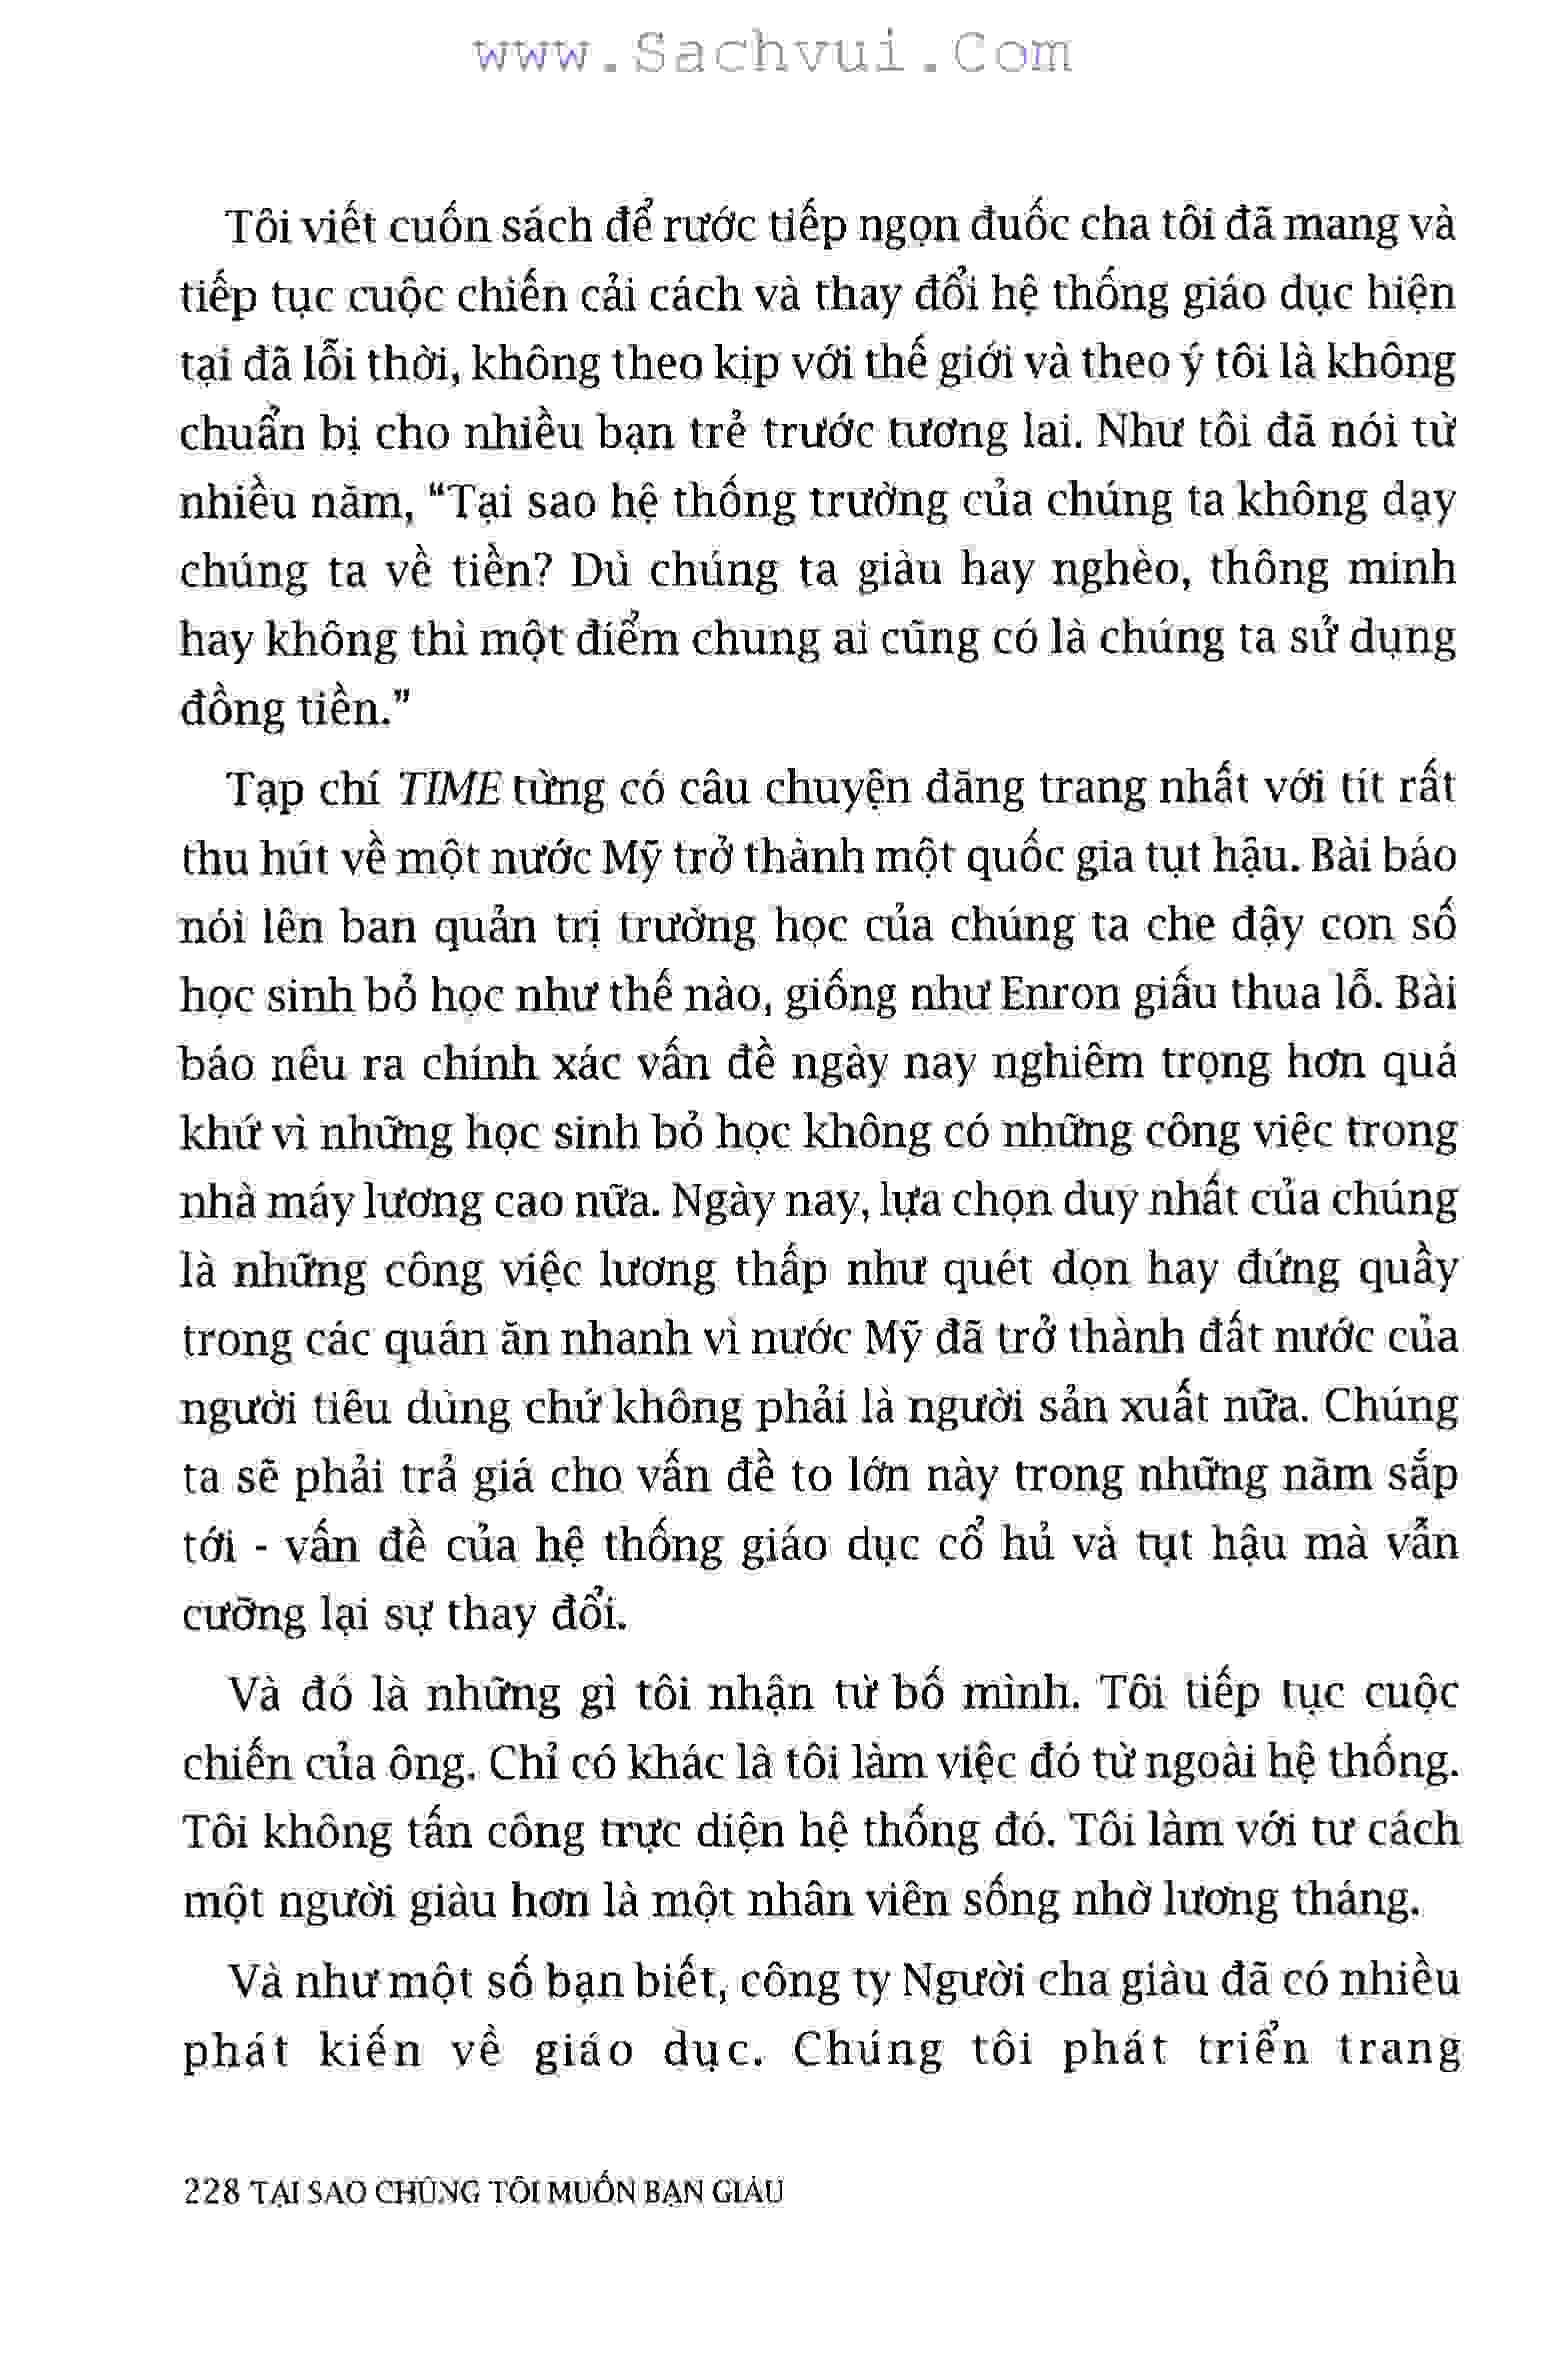 www.Sachvui.Com
Tôi viết cuốn sách để rước tiếp ngọn đuốc cha tôi đã mang và
tiếp tục cuộc chiến cải cách và thay đổi hệ thống giáo dục hiện
tại đã lỗi thời, không theo kịp với thế giới và theo ý tôi là không
chuẩn bị cho nhiều bạn trẻ trước tương lai. Như tôi đã nói từ
nhiều năm, “Tại sao hệ thống trường của chúng ta không dạy
chúng ta về tiền? Dù chúng ta giàu hay nghèo, thông minh
hay không thì một điểm chung ai cũng có là chúng ta sử dụng
đồng tiền.”
Tạp chí TIME từng có câu chuyện đăng trang nhất với tít rất
thu hút về một nước Mỹ trở thành một quốc gia tụt hậu. Bài báo
nói lên ban quản trị trường học của chúng ta che đậy con số
học sinh bỏ học như thế nào, giống như Enron giấu thua lỗ. Bài
báo nêu ra chính xác vấn đề ngày nay nghiêm trọng hơn quá
khứ vì những học sinh bỏ học không có những công việc trong
nhà máy lương cao nữa. Ngày nay, lựa chọn duy nhất của chúng
là những công việc lương thấp như quét dọn hay đứng quầy
trong các quán ăn nhanh vì nước Mỹ đã trở thành đất nước của
người tiêu dùng chứ không phải là người sản xuất nữa. Chúng
ta sẽ phải trả giá cho vấn đề to lớn này trong những năm sắp
tới - vấn đề của hệ thống giáo dục cổ hủ và tụt hậu mà vẫn
cưỡng lại sự thay đổi.
Và đó là những gì tôi nhận từ bố mình. Tôi tiếp tục cuộc
chiến của ông. Chỉ có khác là tôi làm việc đó từ ngoài hệ thống.
Tôi không tấn công trực diện hệ thống đó. Tôi làm với tư cách
một người giàu hơn là một nhân viên sống nhờ lương tháng.
Và như một số bạn biết, công ty Người cha giàu đã có nhiều
phát kiến về giáo dục. Chúng tôi phát triển trang
228 TẠI SAO CHÚNG TÔI MUỐN BẠN GIÀU